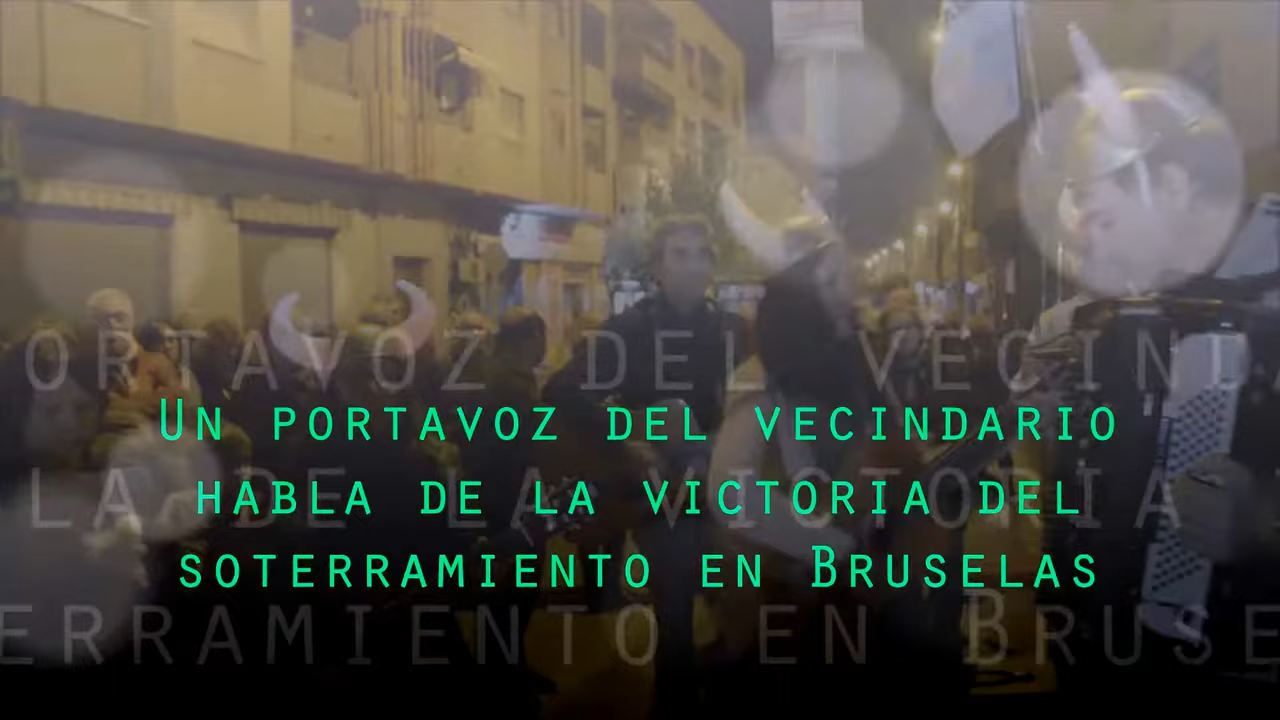 Un portavoz del vecindario
habla de la victoria del
soterramiento en Bruselas